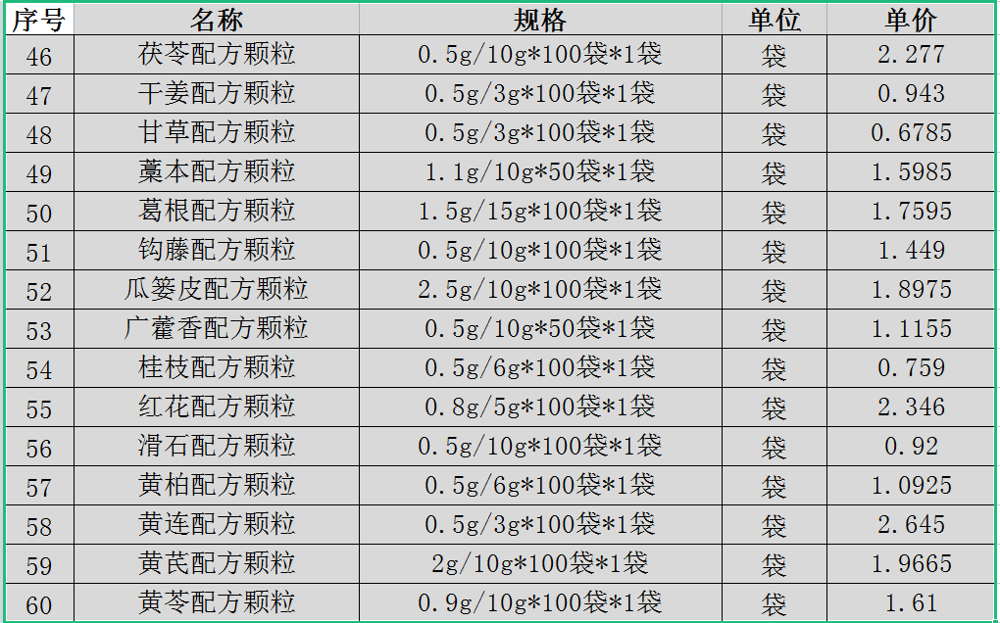 序号 名称 规格 单位 单价
46 茯苓配方颗粒 0.5g/10g*100袋*1袋 袋 2.277
47 干姜配方颗粒 0.5g/3g*100袋*1袋 袋 0.943
48 甘草配方颗粒 0.5g/3g*100袋*1袋 袋 0.6785
49 藁本配方颗粒 1.1g/10g*50袋*1袋 袋 1.5985
50 葛根配方颗粒 1.5g/15g*100袋*1袋 袋 1.7595
51 钩藤配方颗粒 0.5g/10g*100袋*1袋 袋 1.449
52 瓜篓皮配方颗粒 2.5g/10g*100袋*1袋 袋 1.8975
53 广藿香配方颗粒 0.5g/10g*50袋*1袋 袋 1.1155
54 桂枝配方颗粒 0.5g/6g*100袋*1袋 袋 0.759
55 红花配方颗粒 0.8g/5g*100袋*1袋 袋 2.346
56 滑石配方颗粒 0.5g/10g*100袋*1袋 袋 0.92
57 黄柏配方颗粒 0.5g/6g*100袋*1袋 袋 1.0925
58 黄连配方颗粒 0.5g/3g*100袋*1袋 袋 2.645
59 黄芪配方颗粒 2g/10g*100袋*1袋 袋 1.9665
60 黄芩配方颗粒 0.9g/10g*100袋*1袋 袋 1.61